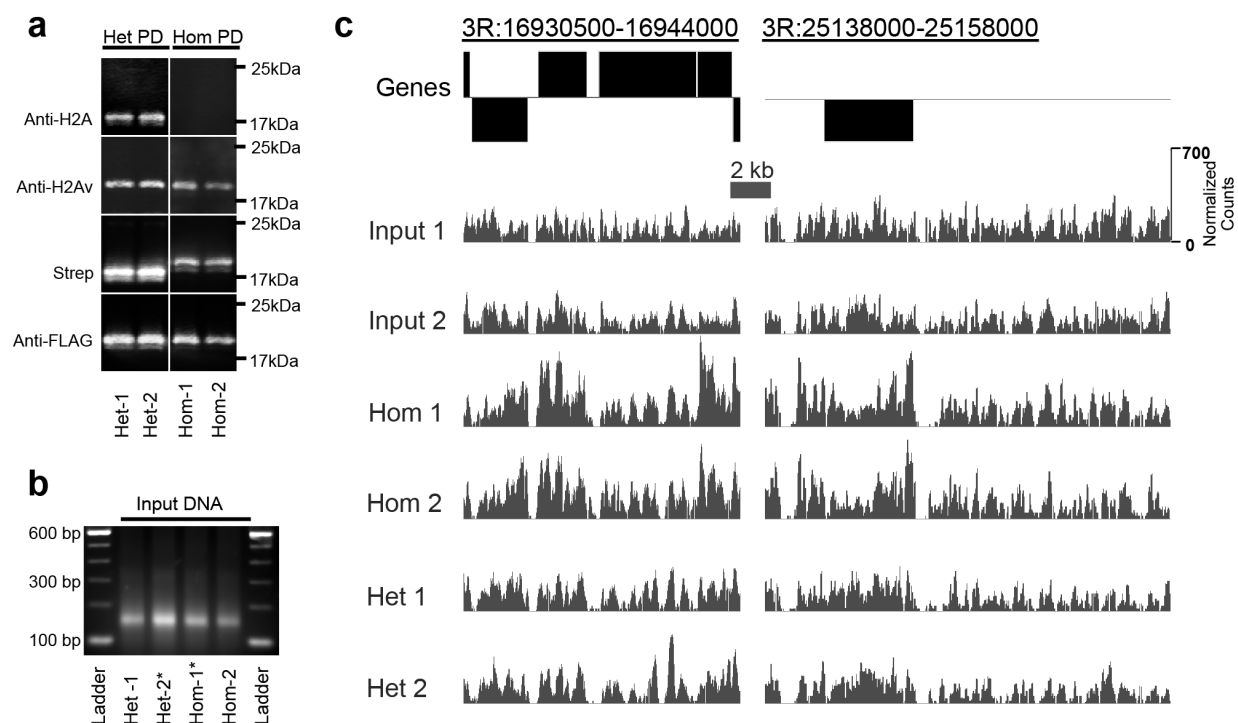 a
Het PD Hom PD
25kDa
Anti-H2A
17kDa
25kDa
Anti-H2Av
17kDa
25kDa
Strep
17kDa
25kDa
Anti-FLAG
17kDa
Het-1 Het-2 Hom-1 Hom-2
b
Input DNA
600 bp
300 bp
100 bp
Ladder Het -1 Het-2* Hom-1* Hom-2 Ladder
c
3R:16930500-16944000 3R:25138000-25158000
Genes
2 kb
700
0
Normalized
Counts
Input 1
Input 2
Hom 1
Hom 2
Het 1
Het 2